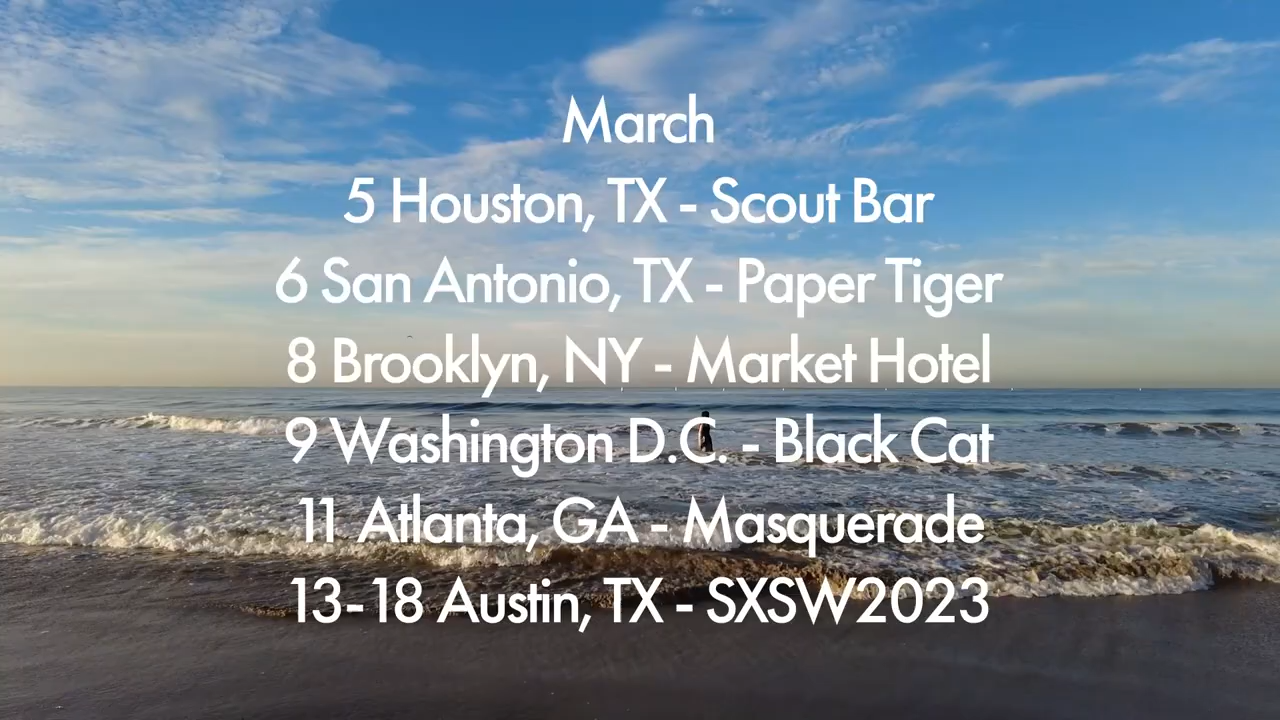 March
5 Houston, TX - Scout Bar
6 San Antonio, TX - Paper Tiger
8 Brooklyn, NY - Market Hotel
9 Washington D.C. - Black Cat
11 Atlanta, GA - Masquerade
13-18 Austin, TX - SXSW2023